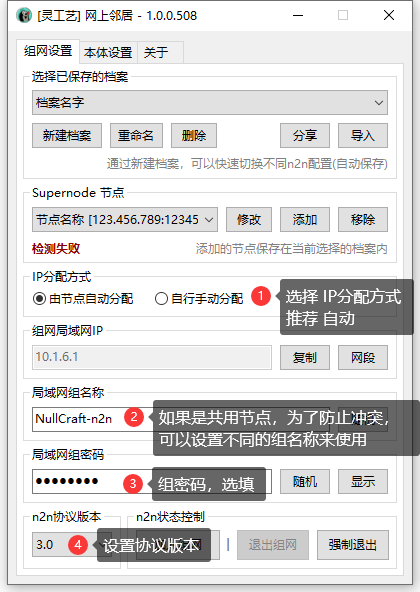 [灵工艺] 网上邻居 - 1.0.0.508
组网设置 本体设置 关于
选择已保存的档案
档案名字
新建档案 重命名 删除 分享 导入
通过新建档案，可以快速切换不同n2n配置(自动保存)
Supernode 节点
节点名称 [123.456.789:12345 修改 添加 移除
检测失败 添加的节点保存在当前选择的档案内
IP分配方式
由节点自动分配 自行手动分配 1 选择 IP分配方式
推荐 自动
组网局域网IP
10.1.6.1 复制 网段
局域网组名称
NullCraft-n2n 2 如果是共用节点，为了防止冲突，
可以设置不同的组名称来使用
局域网组密码
●●●●●●●● 3 组密码，选填 随机 显示
n2n协议版本 n2n状态控制
3.0 4 设置协议版本 | 退出组网 强制退出